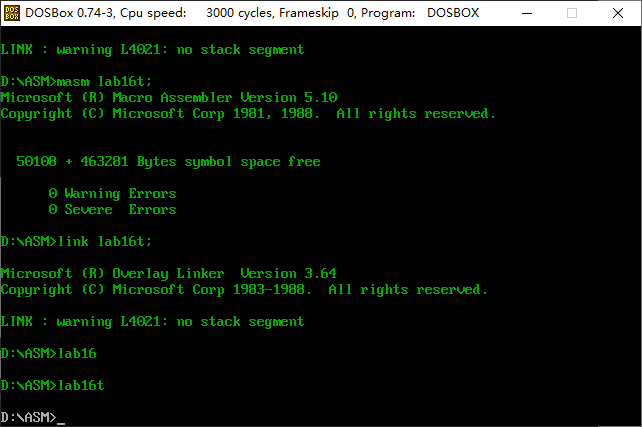 DOSBox 0.74-3, Cpu speed: 3000 cycles, Frameskip 0, Program: DOSBOX
LINK : warning L4021: no stack segment
D:\ASM>masm lab16t;
Microsoft (R) Macro Assembler Version 5.10
Copyright (C) Microsoft Corp 1981, 1988.  All rights reserved.
50108 + 463281 Bytes symbol space free
0 Warning Errors
0 Severe  Errors
D:\ASM>link lab16t;
Microsoft (R) Overlay Linker  Version 3.64
Copyright (C) Microsoft Corp 1983-1988.  All rights reserved.
LINK : warning L4021: no stack segment
D:\ASM>lab16
D:\ASM>lab16t
D:\ASM>_